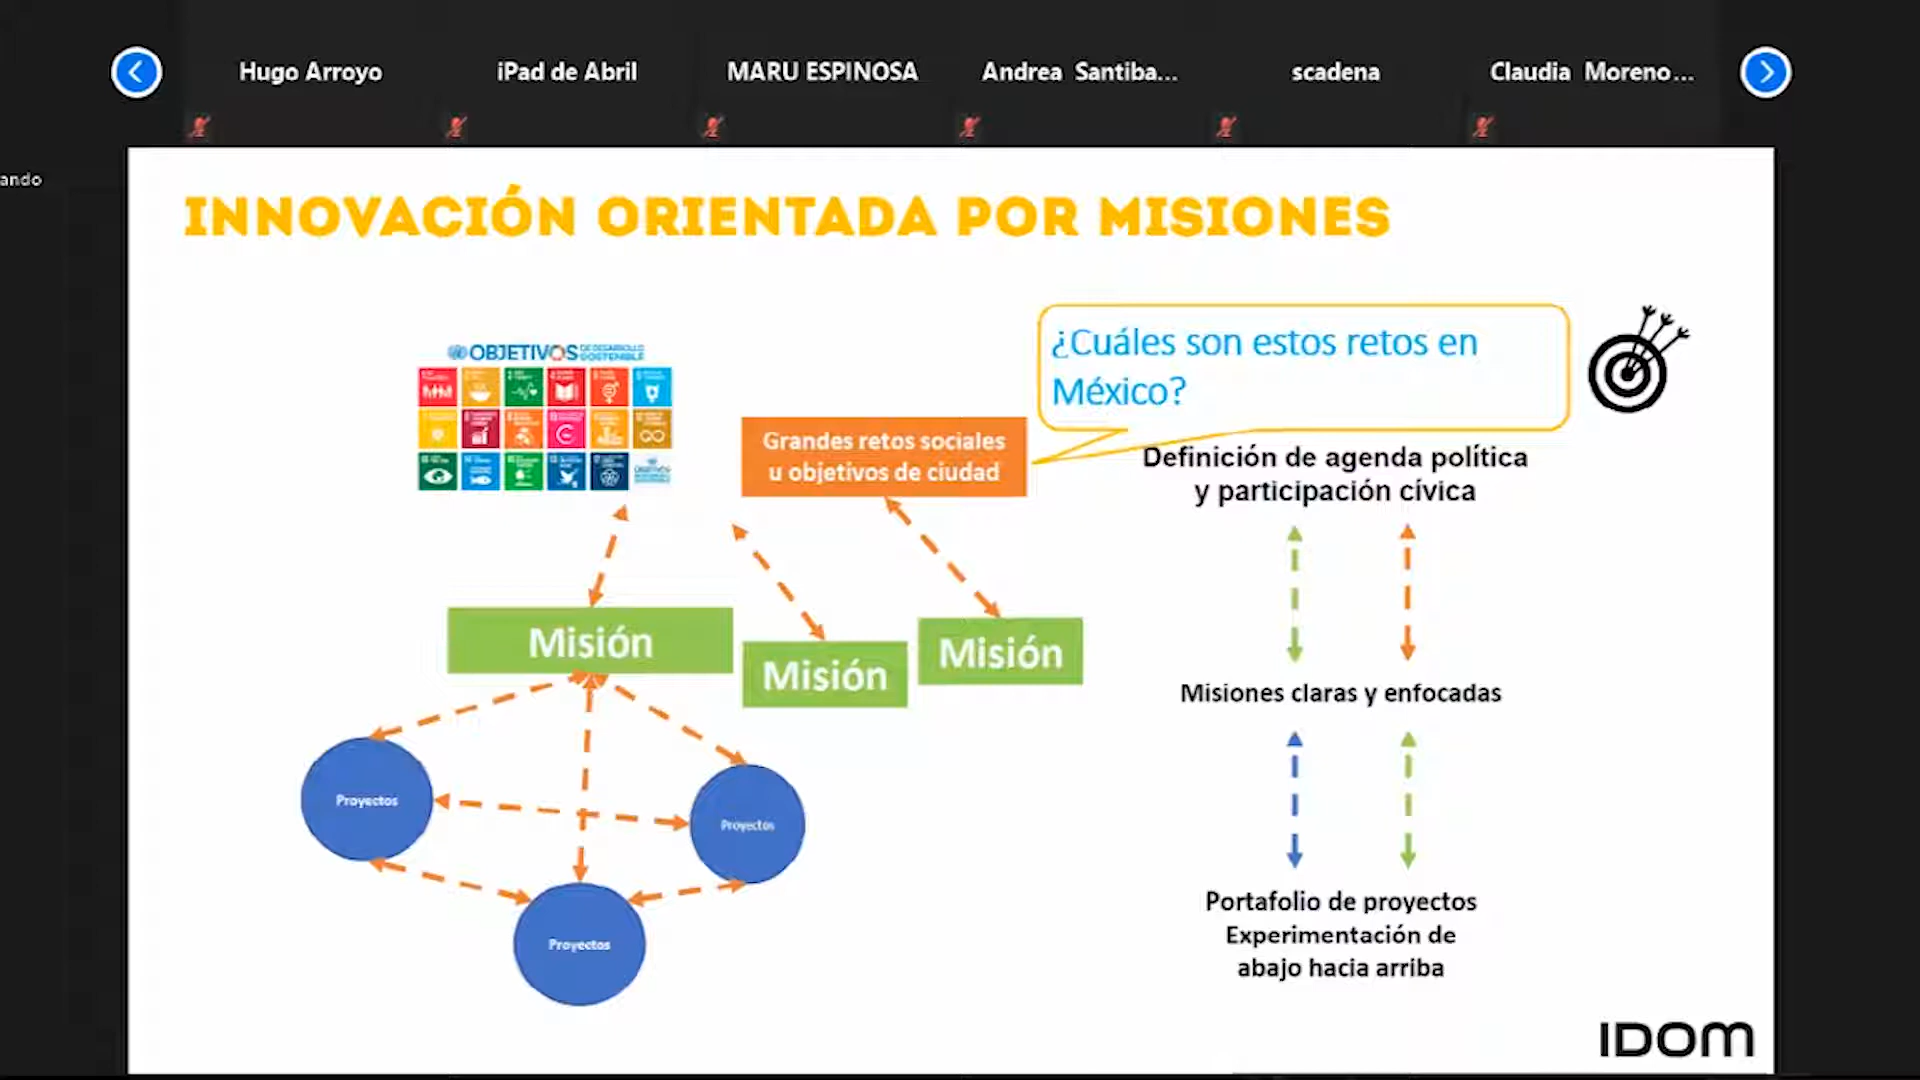 Hugo Arroyo
iPad de Abril
MARU ESPINOSA
Andrea Santiba...
scadena
Claudia Moreno...
ando
INNOVACIÓN ORIENTADA POR MISIONES
OBJETIVOS DE DESARROLLO
SOSTENIBLE
¿Cuáles son estos retos en
México?
Grandes retos sociales
u objetivos de ciudad
Definición de agenda política
y participación cívica
Misión
Misión
Misión
Misiones claras y enfocadas
Proyectos
Proyectos
Proyectos
Portafolio de proyectos
Experimentación de
abajo hacia arriba
IDOM